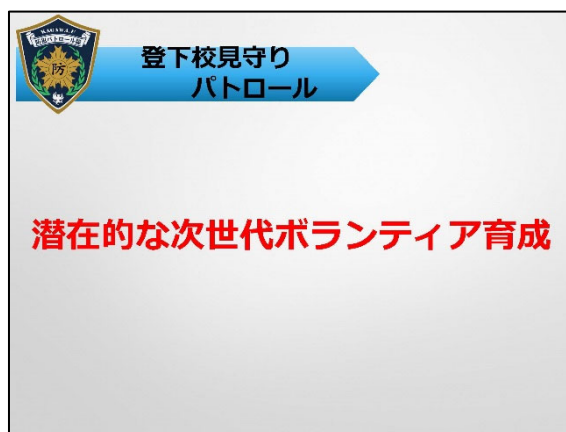 登下校見守り
パトロール
防
潜在的な次世代ボランティア育成